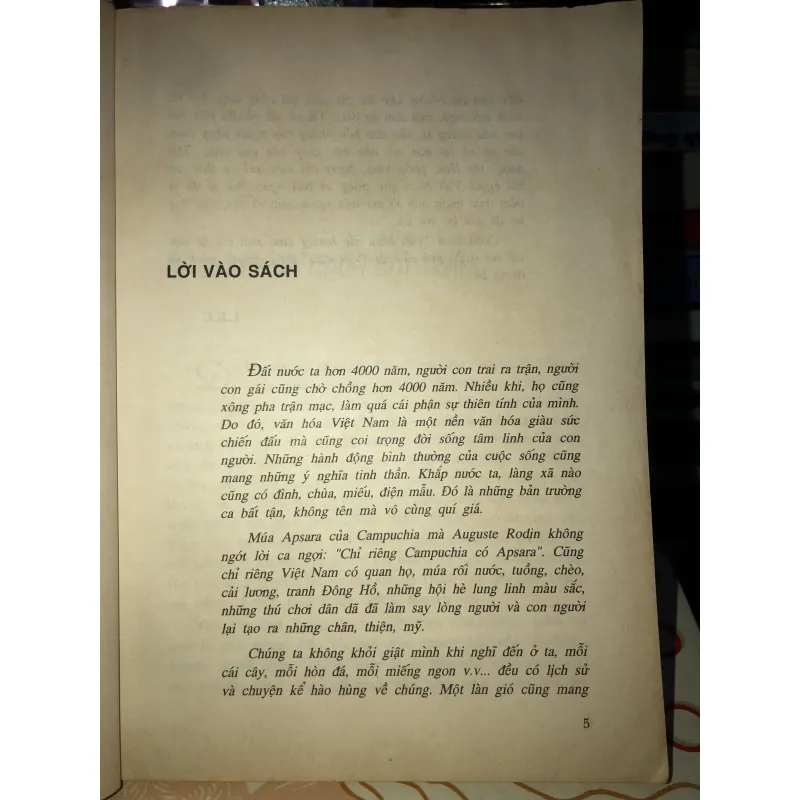 LỜI VÀO SÁCH
Đất nước ta hơn 4000 năm, người con trai ra trận, người
con gái cũng chờ chồng hơn 4000 năm. Nhiều khi, họ cũng
xông pha trận mạc, làm quá cái phận sự thiên tính của mình.
Do đó, văn hóa Việt Nam là một nền văn hóa giàu sức
chiến đấu mà cũng coi trọng đời sống tâm linh của con
người. Những hành động bình thường của cuộc sống cũng
mang những ý nghĩa tinh thần. Khắp nước ta, làng xã nào
cũng có đình, chùa, miếu, điện mẫu. Đó là những bản trường
ca bất tận, không tên mà vô cùng quí giá.
Múa Apsara của Campuchia mà Auguste Rodin không
ngớt lời ca ngợi: "Chỉ riêng Campuchia có Apsara". Cũng
chỉ riêng Việt Nam có quan họ, múa rối nước, tuồng, chèo,
cải lương, tranh Đông Hồ, những hội hè lung linh màu sắc,
những thú chơi dân dã đã làm say lòng người và con người
lại tạo ra những chân, thiện, mỹ.
Chúng ta không khỏi giật mình khi nghĩ đến ở ta, mỗi
cái cây, mỗi hòn đá, mỗi miếng ngon v.v... đều có lịch sử
và chuyện kể hào hùng về chúng. Một làn gió cũng mang
5